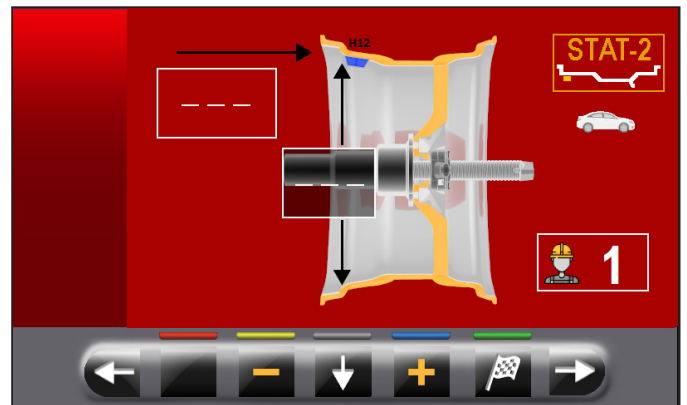 H12
STAT-2
_ _ _
_ _ _
1